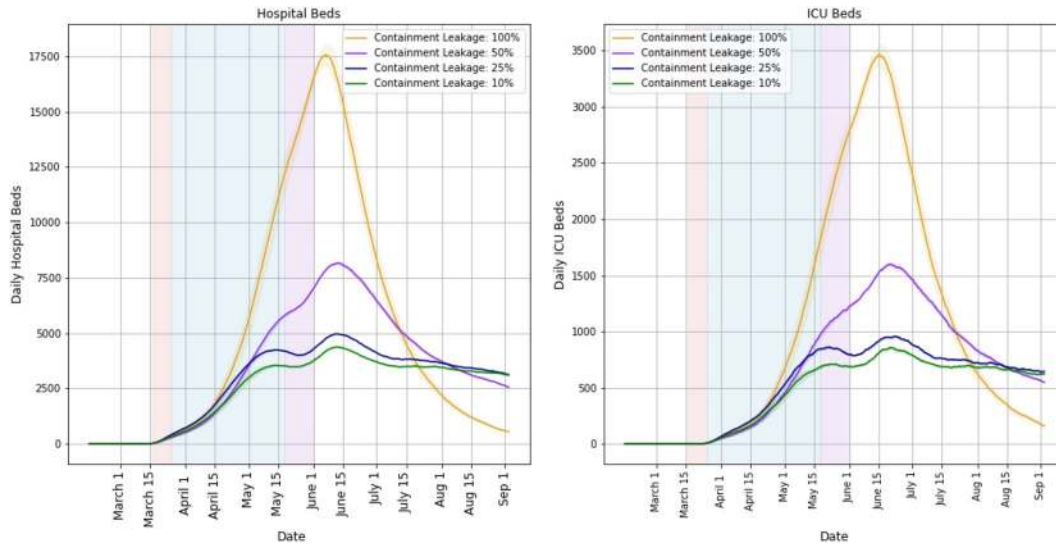 Hospital Beds
Containment Leakage: 100%
Containment Leakage: 50%
Containment Leakage: 25%
Containment Leakage: 10%
17500
15000
12500
10000
7500
5000
2500
0
Daily Hospital Beds
March 1
March 15
April 1
April 15
May 1
May 15
June 1
June 15
July 1
July 15
Aug 1
Aug 15
Sep 1
Date
ICU Beds
Containment Leakage: 100%
Containment Leakage: 50%
Containment Leakage: 25%
Containment Leakage: 10%
3500
3000
2500
2000
1500
1000
500
0
Daily ICU Beds
March 1
March 15
April 1
April 15
May 1
May 15
June 1
June 15
July 1
July 15
Aug 1
Aug 15
Sep 1
Date